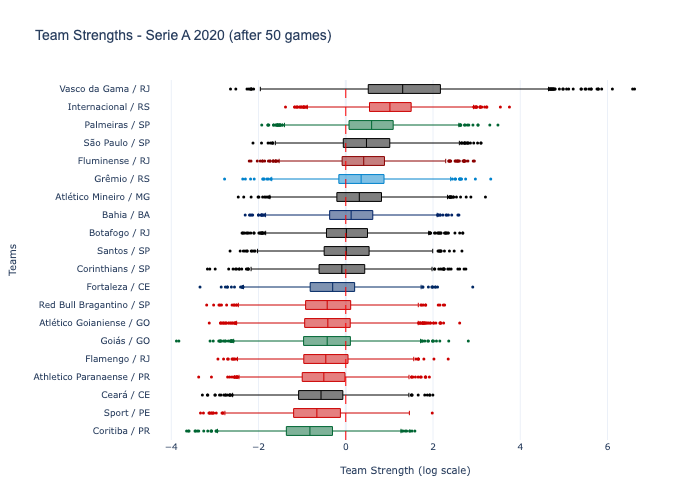 Team Strengths - Serie A 2020 (after 50 games)
Vasco da Gama / RJ
Internacional / RS
Palmeiras / SP
São Paulo / SP
Fluminense / RJ
Grêmio / RS
Atlético Mineiro / MG
Bahia / BA
Botafogo / RJ
Santos / SP
Corinthians / SP
Fortaleza / CE
Red Bull Bragantino / SP
Atlético Goianiense / GO
Goiás / GO
Flamengo / RJ
Athletico Paranaense / PR
Ceará / CE
Sport / PE
Coritiba / PR
Teams
−4 −2 0 2 4 6
Team Strength (log scale)